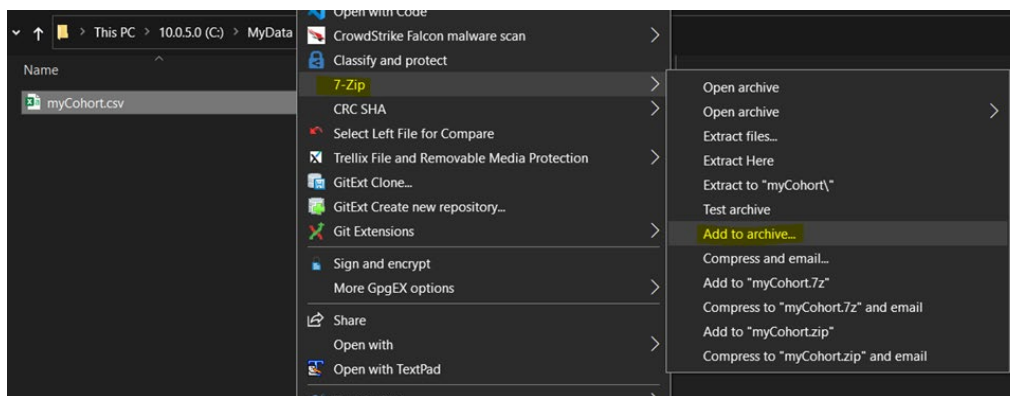 This PC > 10.0.5.0 (C:) > MyData
Name
myCohort.csv
Open with Code
CrowdStrike Falcon malware scan
Classify and protect
7-Zip
CRC SHA
Select Left File for Compare
Trellix File and Removable Media Protection
GitExt Clone...
GitExt Create new repository...
Git Extensions
Sign and encrypt
More GpgEX options
Share
Open with
Open with TextPad
Open archive
Open archive
Extract files...
Extract Here
Extract to "myCohort\"
Test archive
Add to archive...
Compress and email...
Add to "myCohort.7z"
Compress to "myCohort.7z" and email
Add to "myCohort.zip"
Compress to "myCohort.zip" and email